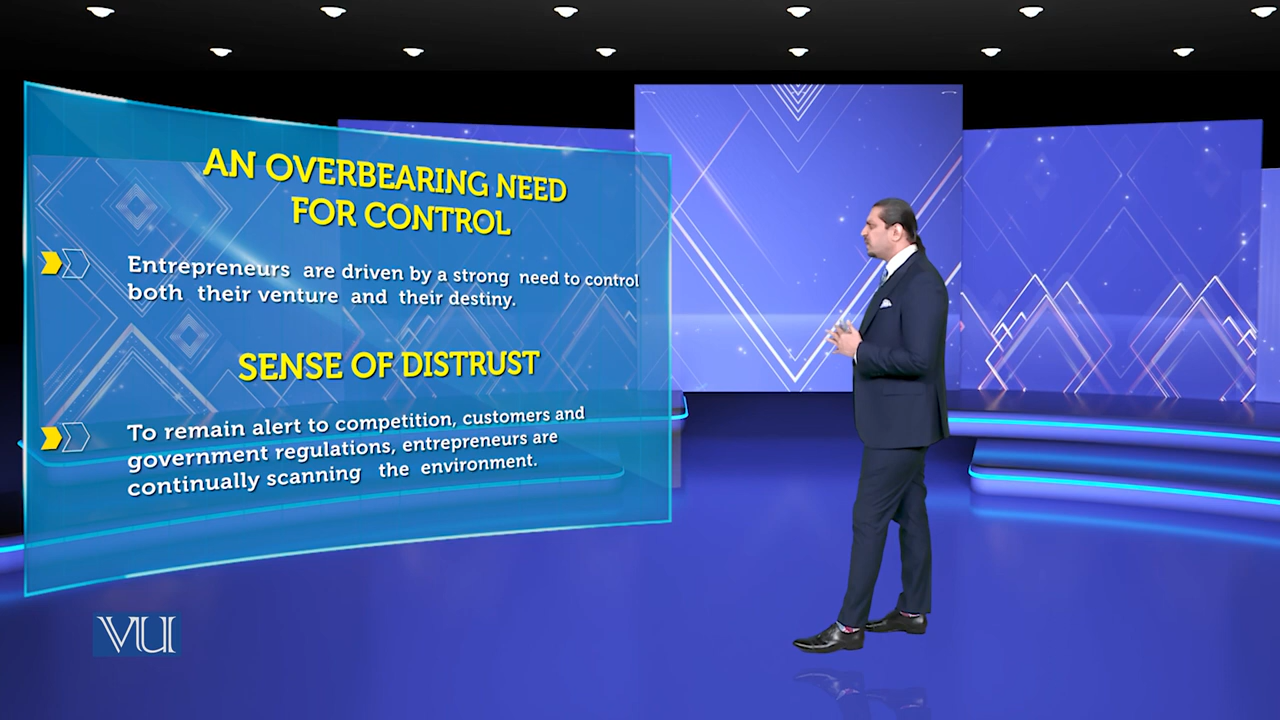 AN OVERBEARING NEED
FOR CONTROL
Entrepreneurs are driven by a strong need to control
both their venture and their destiny.
SENSE OF DISTRUST
To remain alert to competition, customers and
government regulations, entrepreneurs are
continually scanning the environment.
VU